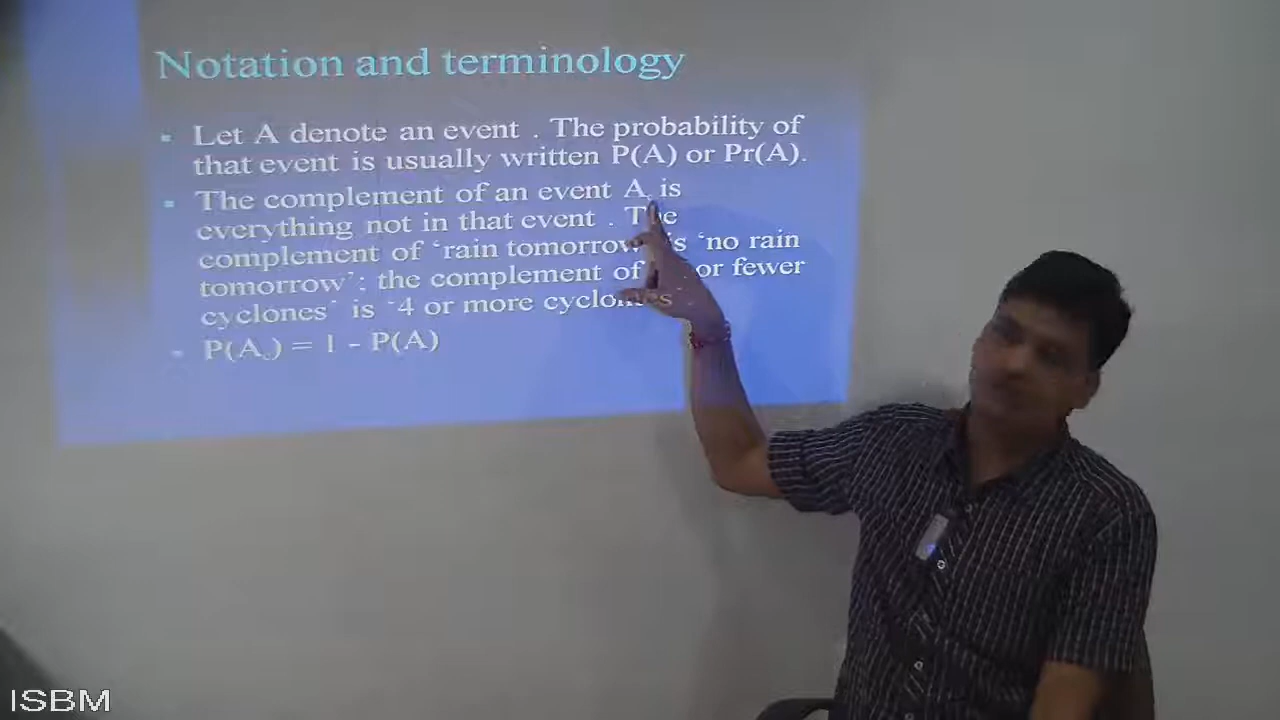 Notation and terminology
Let A denote an event . The probability of
that event is usually written P(A) or Pr(A).
The complement of an event A is
everything not in that event . The
complement of ‘rain tomorrow’ is ‘no rain
tomorrow’: the complement of or fewer
cyclones’ is ‘4 or more cyclones
P(Ac) = 1 - P(A)
ISBM